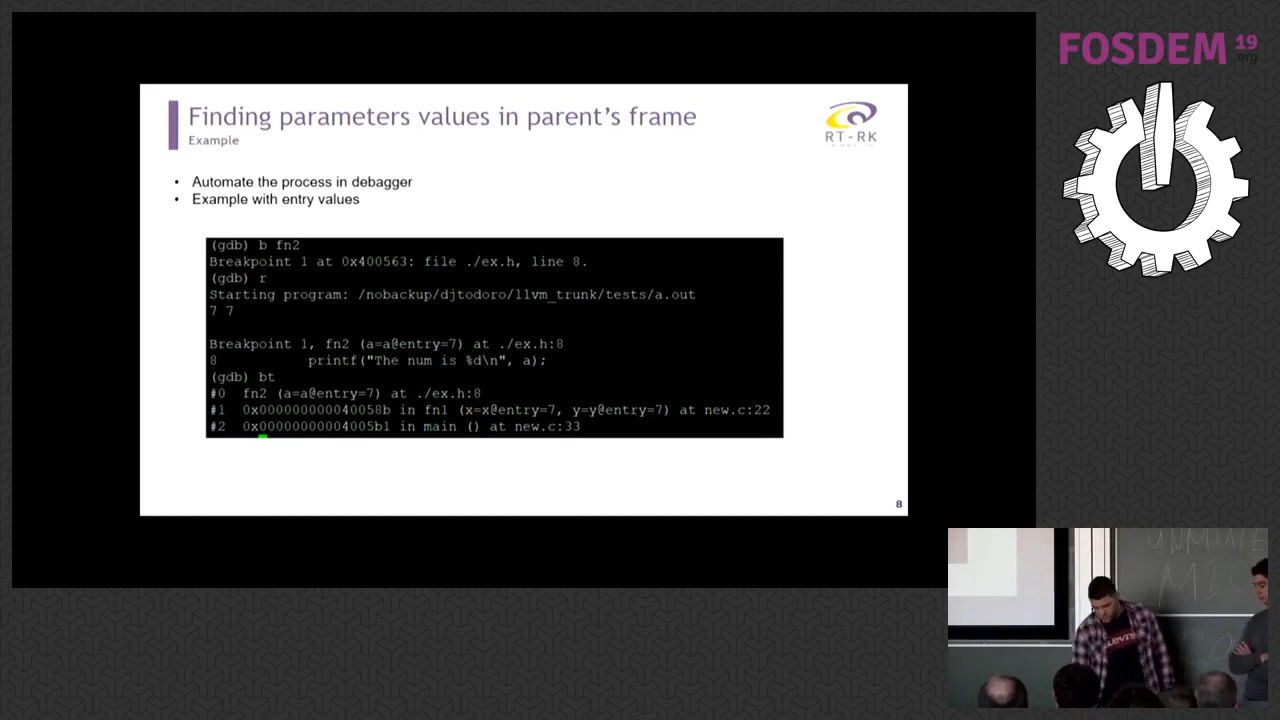 FOSDEM 19
.org
Finding parameters values in parent's frame
Example
RT-RK
• Automate the process in debagger
• Example with entry values
(gdb) b fn2
Breakpoint 1 at 0x400563: file ./ex.h, line 8.
(gdb) r
Starting program: /nobackup/djtodoro/llvm_trunk/tests/a.out
7 7
Breakpoint 1, fn2 (a=a@entry=7) at ./ex.h:8
8 printf("The num is %d\n", a);
(gdb) bt
#0 fn2 (a=a@entry=7) at ./ex.h:8
#1 0x000000000040058b in fn1 (x=x@entry=7, y=y@entry=7) at new.c:22
#2 0x00000000004005b1 in main () at new.c:33
8
UNMUTE
MIC
Levi's